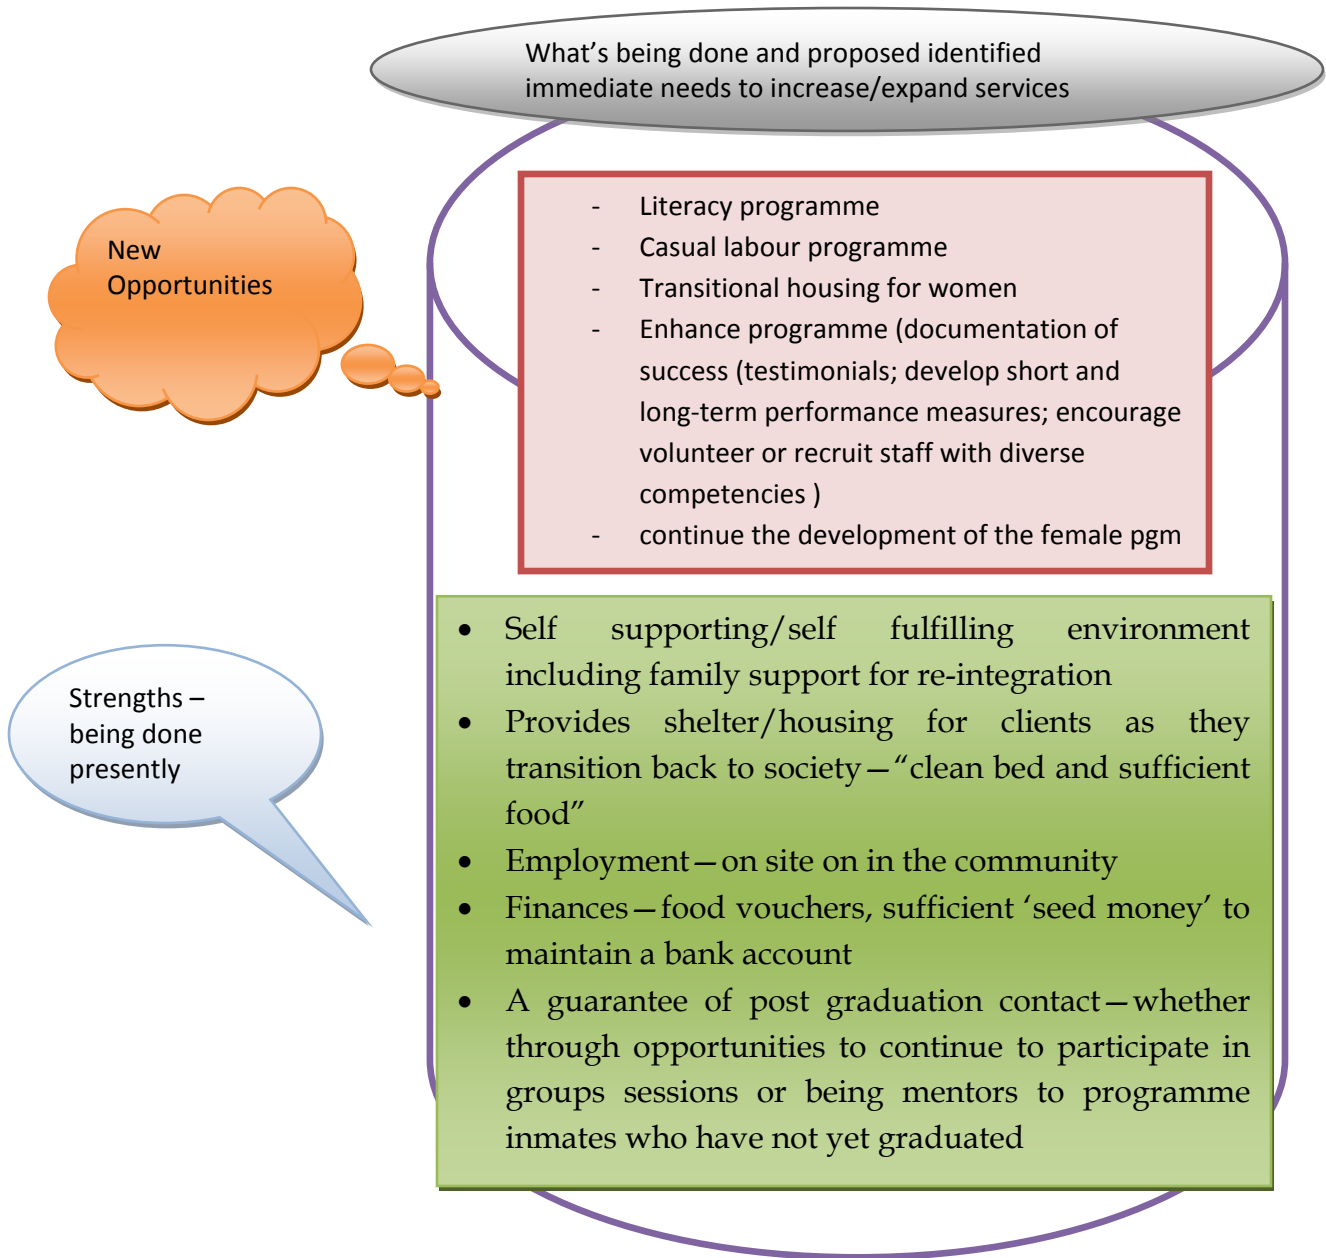 What’s being done and proposed identified
immediate needs to increase/expand services
New
Opportunities
- Literacy programme
- Casual labour programme
- Transitional housing for women
- Enhance programme (documentation of
success (testimonials; develop short and
long-term performance measures; encourage
volunteer or recruit staff with diverse
competencies )
- continue the development of the female pgm
Strengths –
being done
presently
• Self supporting/self fulfilling environment
including family support for re-integration
• Provides shelter/housing for clients as they
transition back to society—“clean bed and sufficient
food”
• Employment—on site on in the community
• Finances—food vouchers, sufficient ‘seed money’ to
maintain a bank account
• A guarantee of post graduation contact—whether
through opportunities to continue to participate in
groups sessions or being mentors to programme
inmates who have not yet graduated